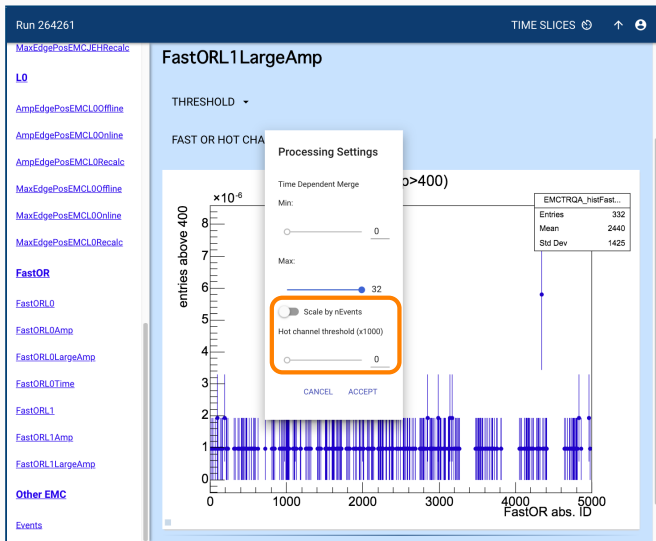 Run 264261
TIME SLICES
MaxEdgePosEMCJEHRecalc
L0
AmpEdgePosEMCL0Offline
AmpEdgePosEMCL0Online
AmpEdgePosEMCL0Recalc
MaxEdgePosEMCL0Offline
MaxEdgePosEMCL0Online
MaxEdgePosEMCL0Recalc
FastOR
FastORL0
FastORL0Amp
FastORL0LargeAmp
FastORL0Time
FastORL1
FastORL1Amp
FastORL1LargeAmp
Other EMC
Events
FastORL1LargeAmp
THRESHOLD
FAST OR HOT CHA
Processing Settings
Time Dependent Merge
Min:
0
Max:
32
Scale by nEvents
Hot channel threshold (x1000)
0
CANCEL ACCEPT
p>400)
×10-6
EMCTRQA_histFast...
Entries 332
Mean 2440
Std Dev 1425
entries above 400
8
7
6
5
4
3
2
1
0
0 1000 2000 3000 4000 5000
FastOR abs. ID